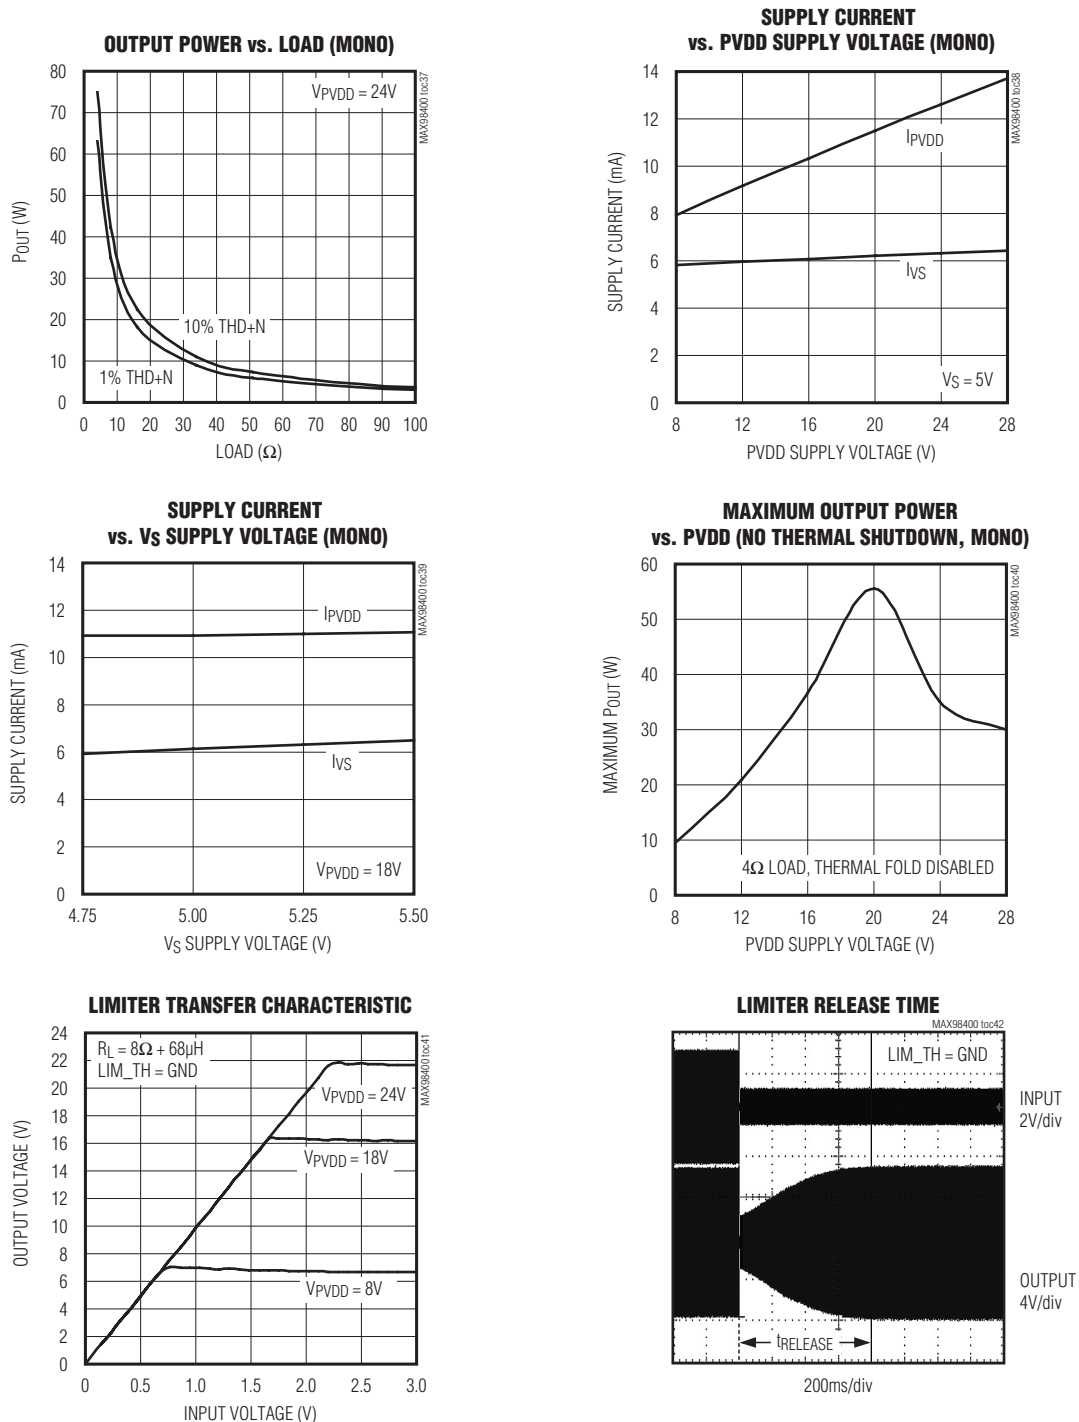 OUTPUT POWER vs. LOAD (MONO)
80
70
60
50
40
30
20
10
0
POUT (W)
VPVDD = 24V
10% THD+N
1% THD+N
0 10 20 30 40 50 60 70 80 90 100
LOAD (Ω)
MAX98400 toc37
SUPPLY CURRENT
vs. PVDD SUPPLY VOLTAGE (MONO)
14
12
10
8
6
4
2
0
SUPPLY CURRENT (mA)
IPVDD
IVS
VS = 5V
8 12 16 20 24 28
PVDD SUPPLY VOLTAGE (V)
MAX98400 toc38
SUPPLY CURRENT
vs. VS SUPPLY VOLTAGE (MONO)
14
12
10
8
6
4
2
0
SUPPLY CURRENT (mA)
IPVDD
IVS
VPVDD = 18V
4.75 5.00 5.25 5.50
VS SUPPLY VOLTAGE (V)
MAX98400 toc39
MAXIMUM OUTPUT POWER
vs. PVDD (NO THERMAL SHUTDOWN, MONO)
60
50
40
30
20
10
0
MAXIMUM POUT (W)
4Ω LOAD, THERMAL FOLD DISABLED
8 12 16 20 24 28
PVDD SUPPLY VOLTAGE (V)
MAX98400 toc40
LIMITER TRANSFER CHARACTERISTIC
24
22
20
18
16
14
12
10
8
6
4
2
0
OUTPUT VOLTAGE (V)
RL = 8Ω + 68µH
LIM_TH = GND
VPVDD = 24V
VPVDD = 18V
VPVDD = 8V
0 0.5 1.0 1.5 2.0 2.5 3.0
INPUT VOLTAGE (V)
MAX98400 toc41
LIMITER RELEASE TIME
MAX98400 toc42
LIM_TH = GND
INPUT
2V/div
OUTPUT
4V/div
tRELEASE
200ms/div